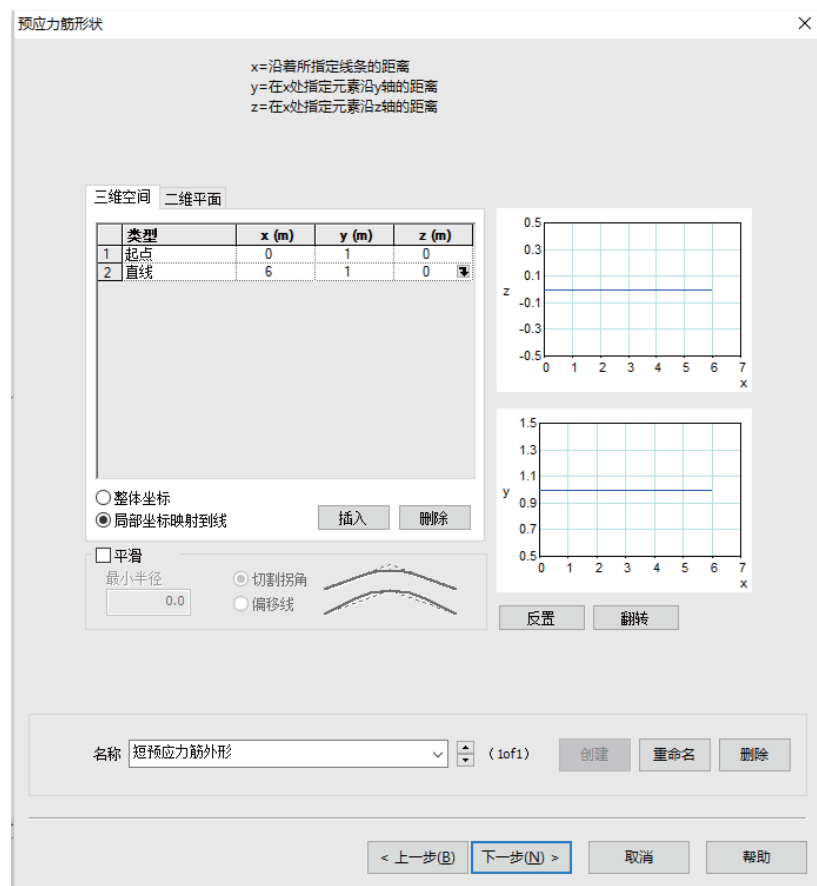 预应力筋形状
x=沿着所指定线条的距离
y=在x处指定元素沿y轴的距离
z=在x处指定元素沿z轴的距离
三维空间 二维平面
类型 x (m) y (m) z (m)
1 起点 0 1 0
2 直线 6 1 0
整体坐标
局部坐标映射到线
插入 删除
平滑
最小半径
0.0
切割拐角
偏移线
0.5
0.3
0.1
z
-0.1
-0.3
-0.5
0 1 2 3 4 5 6 7
x
1.5
1.3
1.1
y
0.9
0.7
0.5
0 1 2 3 4 5 6 7
x
反置 翻转
名称 短预应力筋外形 (1of1) 创建 重命名 删除
< 上一步(B) 下一步(N) > 取消 帮助